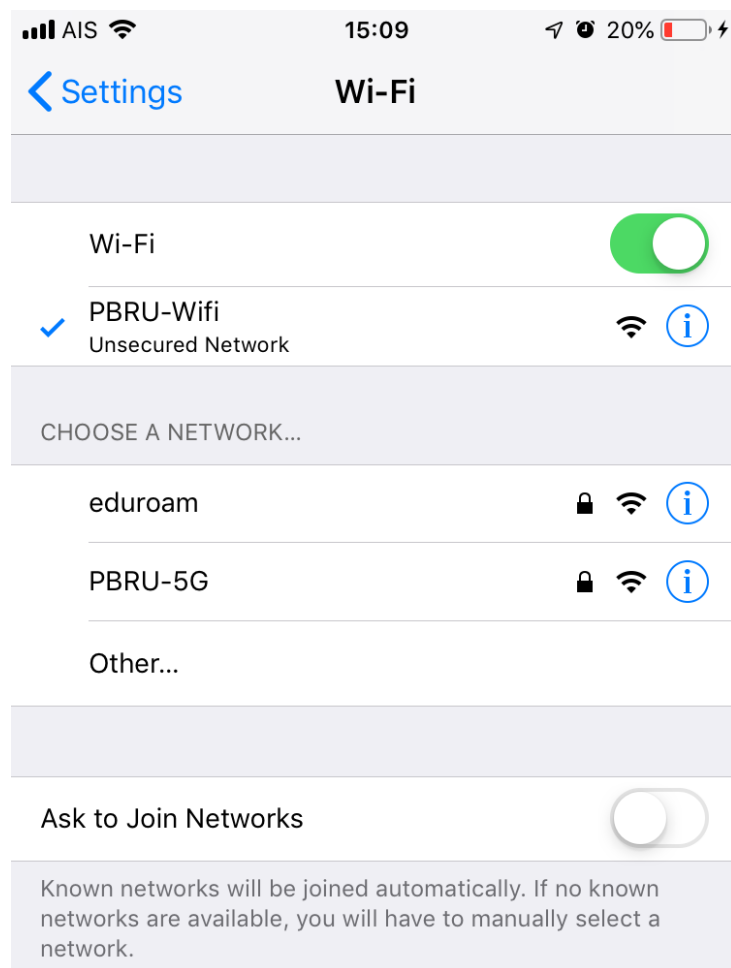 AIS 15:09 20%
Settings Wi-Fi
Wi-Fi
PBRU-Wifi
Unsecured Network
CHOOSE A NETWORK...
eduroam
PBRU-5G
Other...
Ask to Join Networks
Known networks will be joined automatically. If no known
networks are available, you will have to manually select a
network.